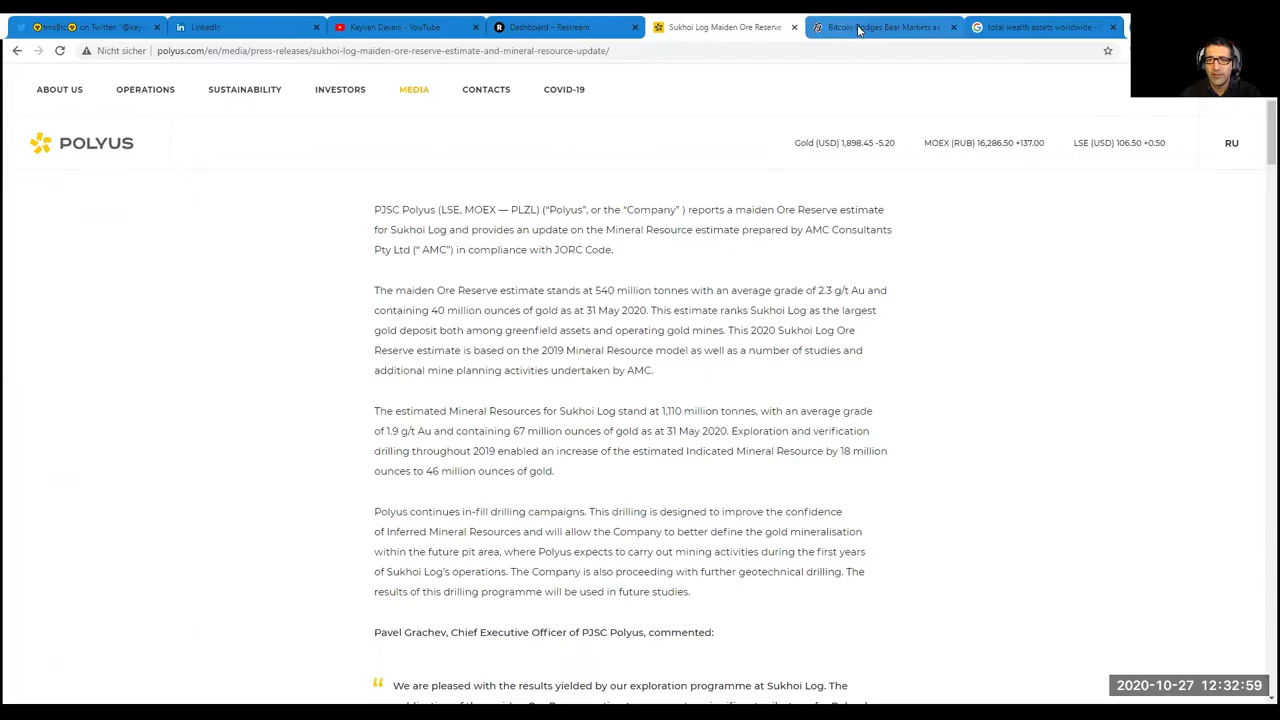 on Twitter: "@keyv
LinkedIn
Keyvan Davani - YouTube
Dashboard – Restream
Sukhoi Log Maiden Ore Reserve
Bitcoin Dodges Bear Markets as
total wealth assets worldwide -
Nicht sicher
polyus.com/en/media/press-releases/sukhoi-log-maiden-ore-reserve-estimate-and-mineral-resource-update/
ABOUT US
OPERATIONS
SUSTAINABILITY
INVESTORS
MEDIA
CONTACTS
COVID-19
POLYUS
Gold (USD) 1,898.45 -5.20
MOEX (RUB) 16,286.50 +137.00
LSE (USD) 106.50 +0.50
RU
PJSC Polyus (LSE, MOEX — PLZL) (“Polyus”, or the “Company” ) reports a maiden Ore Reserve estimate
for Sukhoi Log and provides an update on the Mineral Resource estimate prepared by AMC Consultants
Pty Ltd (“ AMC”) in compliance with JORC Code.
The maiden Ore Reserve estimate stands at 540 million tonnes with an average grade of 2.3 g/t Au and
containing 40 million ounces of gold as at 31 May 2020. This estimate ranks Sukhoi Log as the largest
gold deposit both among greenfield assets and operating gold mines. This 2020 Sukhoi Log Ore
Reserve estimate is based on the 2019 Mineral Resource model as well as a number of studies and
additional mine planning activities undertaken by AMC.
The estimated Mineral Resources for Sukhoi Log stand at 1,110 million tonnes, with an average grade
of 1.9 g/t Au and containing 67 million ounces of gold as at 31 May 2020. Exploration and verification
drilling throughout 2019 enabled an increase of the estimated Indicated Mineral Resource by 18 million
ounces to 46 million ounces of gold.
Polyus continues in-fill drilling campaigns. This drilling is designed to improve the confidence
of Inferred Mineral Resources and will allow the Company to better define the gold mineralisation
within the future pit area, where Polyus expects to carry out mining activities during the first years
of Sukhoi Log’s operations. The Company is also proceeding with further geotechnical drilling. The
results of this drilling programme will be used in future studies.
Pavel Grachev, Chief Executive Officer of PJSC Polyus, commented:
“ We are pleased with the results yielded by our exploration programme at Sukhoi Log. The
2020-10-27 12:32:59